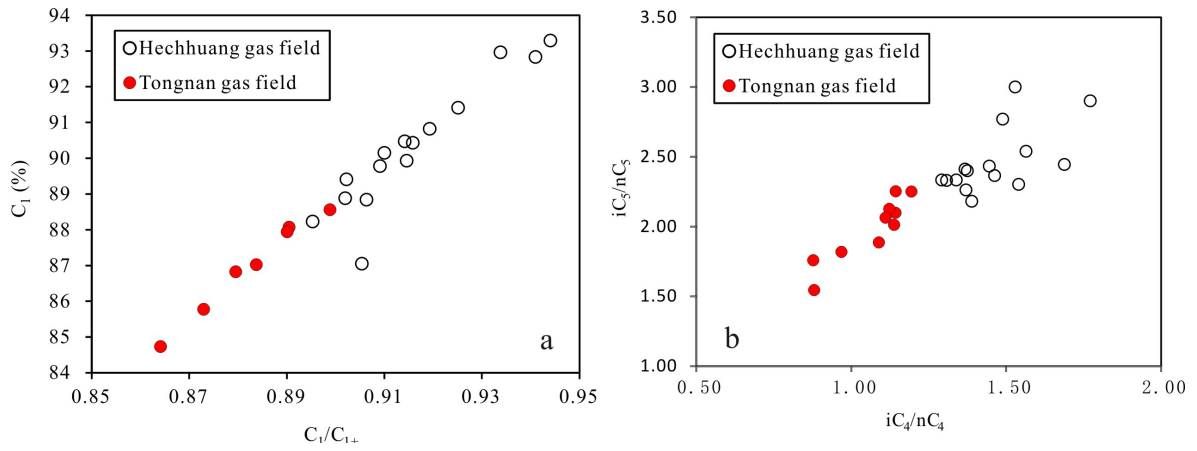 94
93
92
91
90
89
88
87
86
85
84
C₁ (%)
Hechhuang gas field
Tongnan gas field
a
0.85
0.87
0.89
0.91
0.93
0.95
C₁/C₁₊
3.50
3.00
2.50
2.00
1.50
1.00
iC₅/nC₅
Hechhuang gas field
Tongnan gas field
b
0.50
1.00
1.50
2.00
iC₄/nC₄